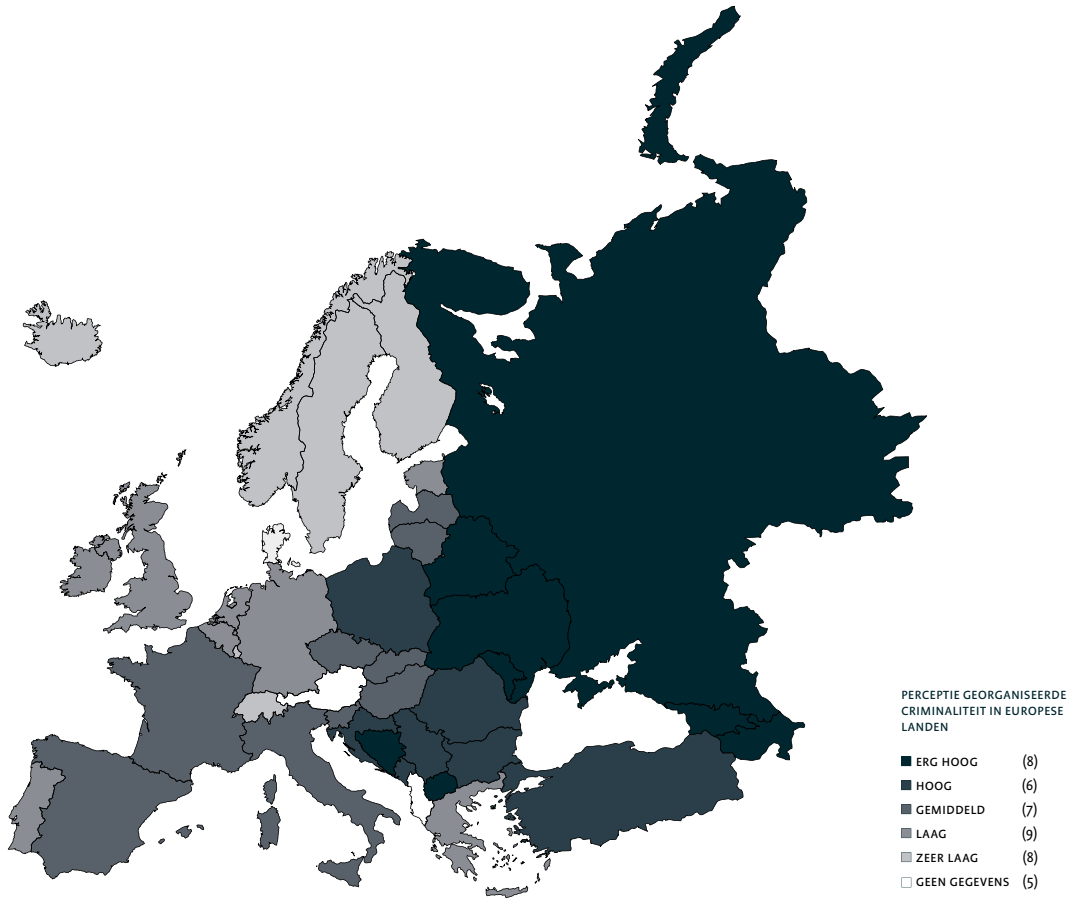 PERCEPTIE GEORGANISEERDE
CRIMINALITEIT IN EUROPESE
LANDEN
ERG HOOG (8)
HOOG (6)
GEMIDDELD (7)
LAAG (9)
ZEER LAAG (8)
GEEN GEGEVENS (5)